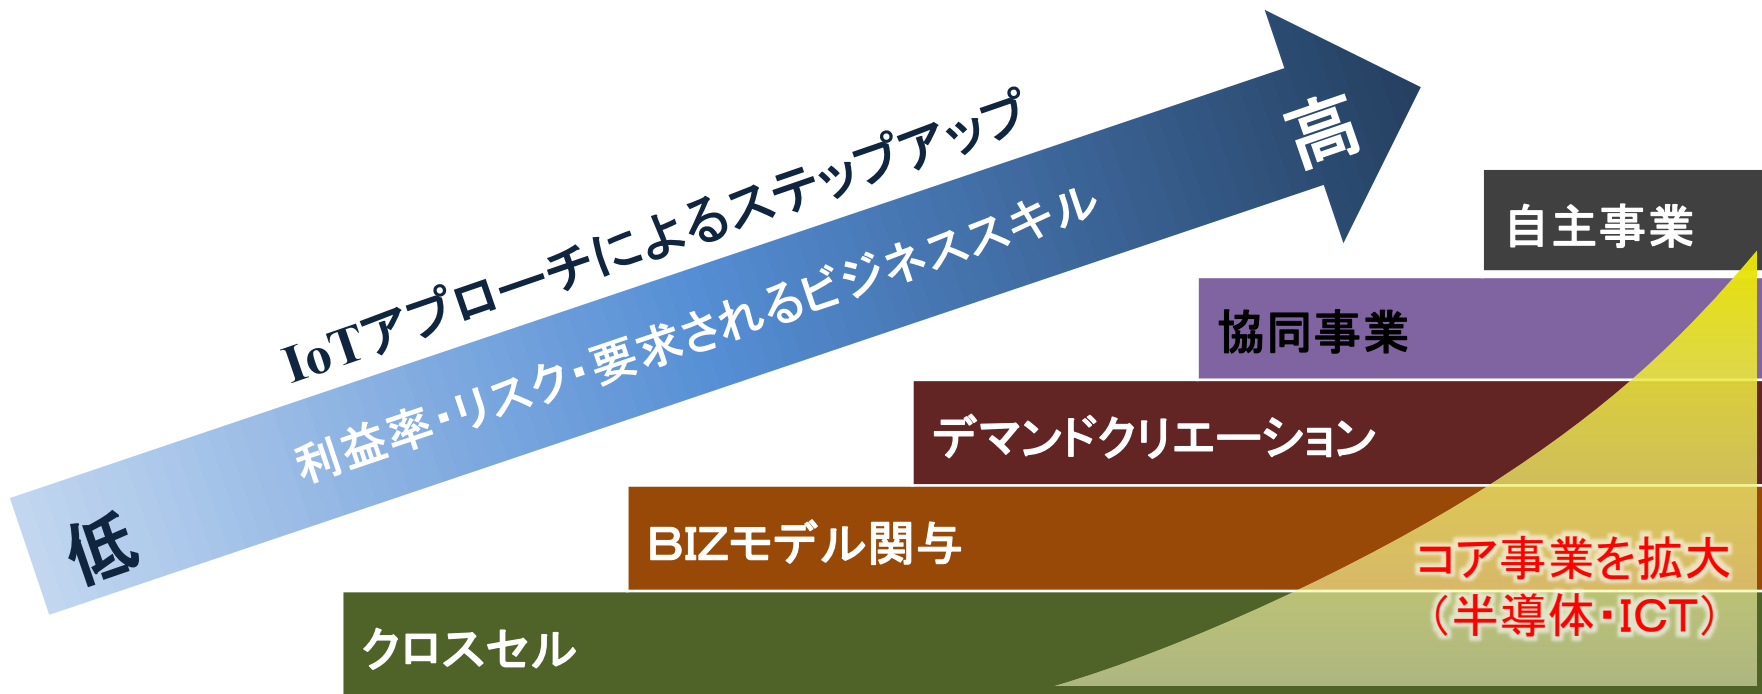 IoTアプローチによるステップアップ
高
利益率・リスク・要求されるビジネススキル
低
自主事業
協同事業
デマンドクリエーション
BIZモデル関与
クロスセル
コア事業を拡大
（半導体・ICT）